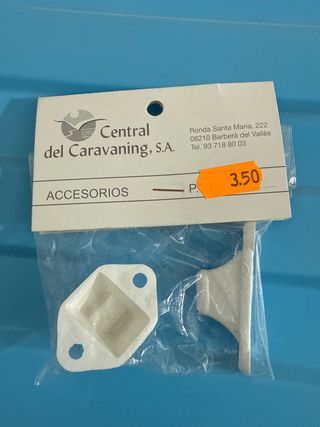 Central
del Caravaning, S.A.
Ronda Santa Maria, 222
08210 Barberà del Vallès
Tel. 93 718 80 03
ACCESORIOS
3.50